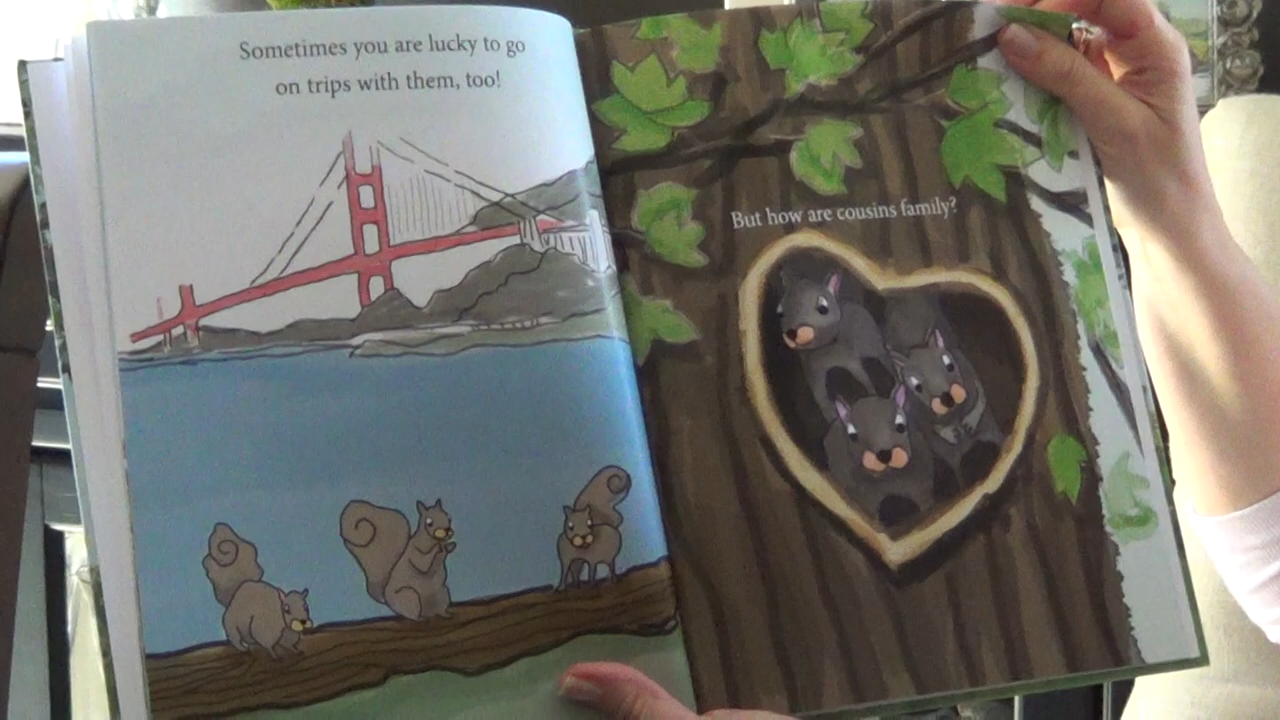 Sometimes you are lucky to go
on trips with them, too!
But how are cousins family?